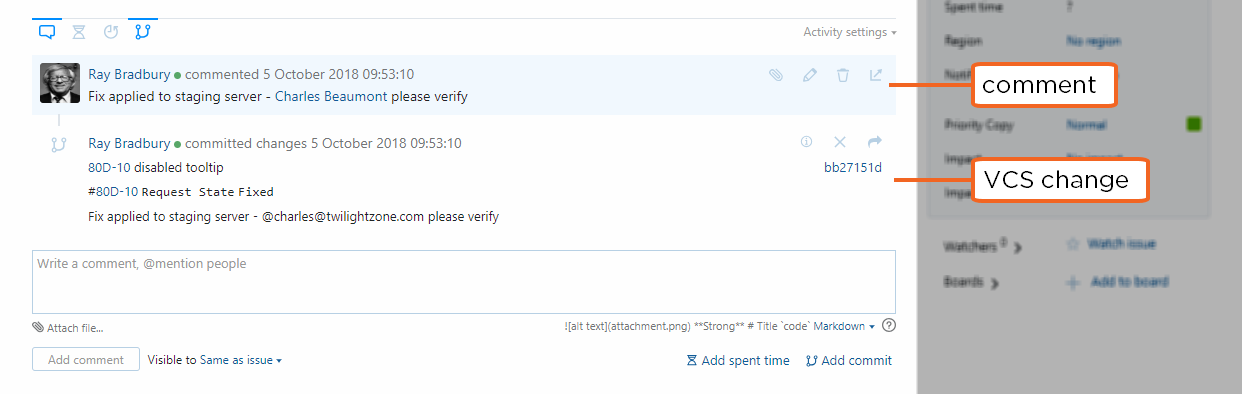 Activity settings
Ray Bradbury commented 5 October 2018 09:53:10
Fix applied to staging server - Charles Beaumont please verify
Ray Bradbury committed changes 5 October 2018 09:53:10
80D-10 disabled tooltip bb27151d
#80D-10 Request State Fixed
Fix applied to staging server - @charles@twilightzone.com please verify
Write a comment, @mention people
Attach file...
![alt text](attachment.png) **Strong** # Title `code` Markdown
Add comment Visible to Same as issue
Add spent time Add commit
Spent time ?
Region No region
comment
Priority Copy Normal
VCS change
Watchers 0 Watch issue
Boards Add to board